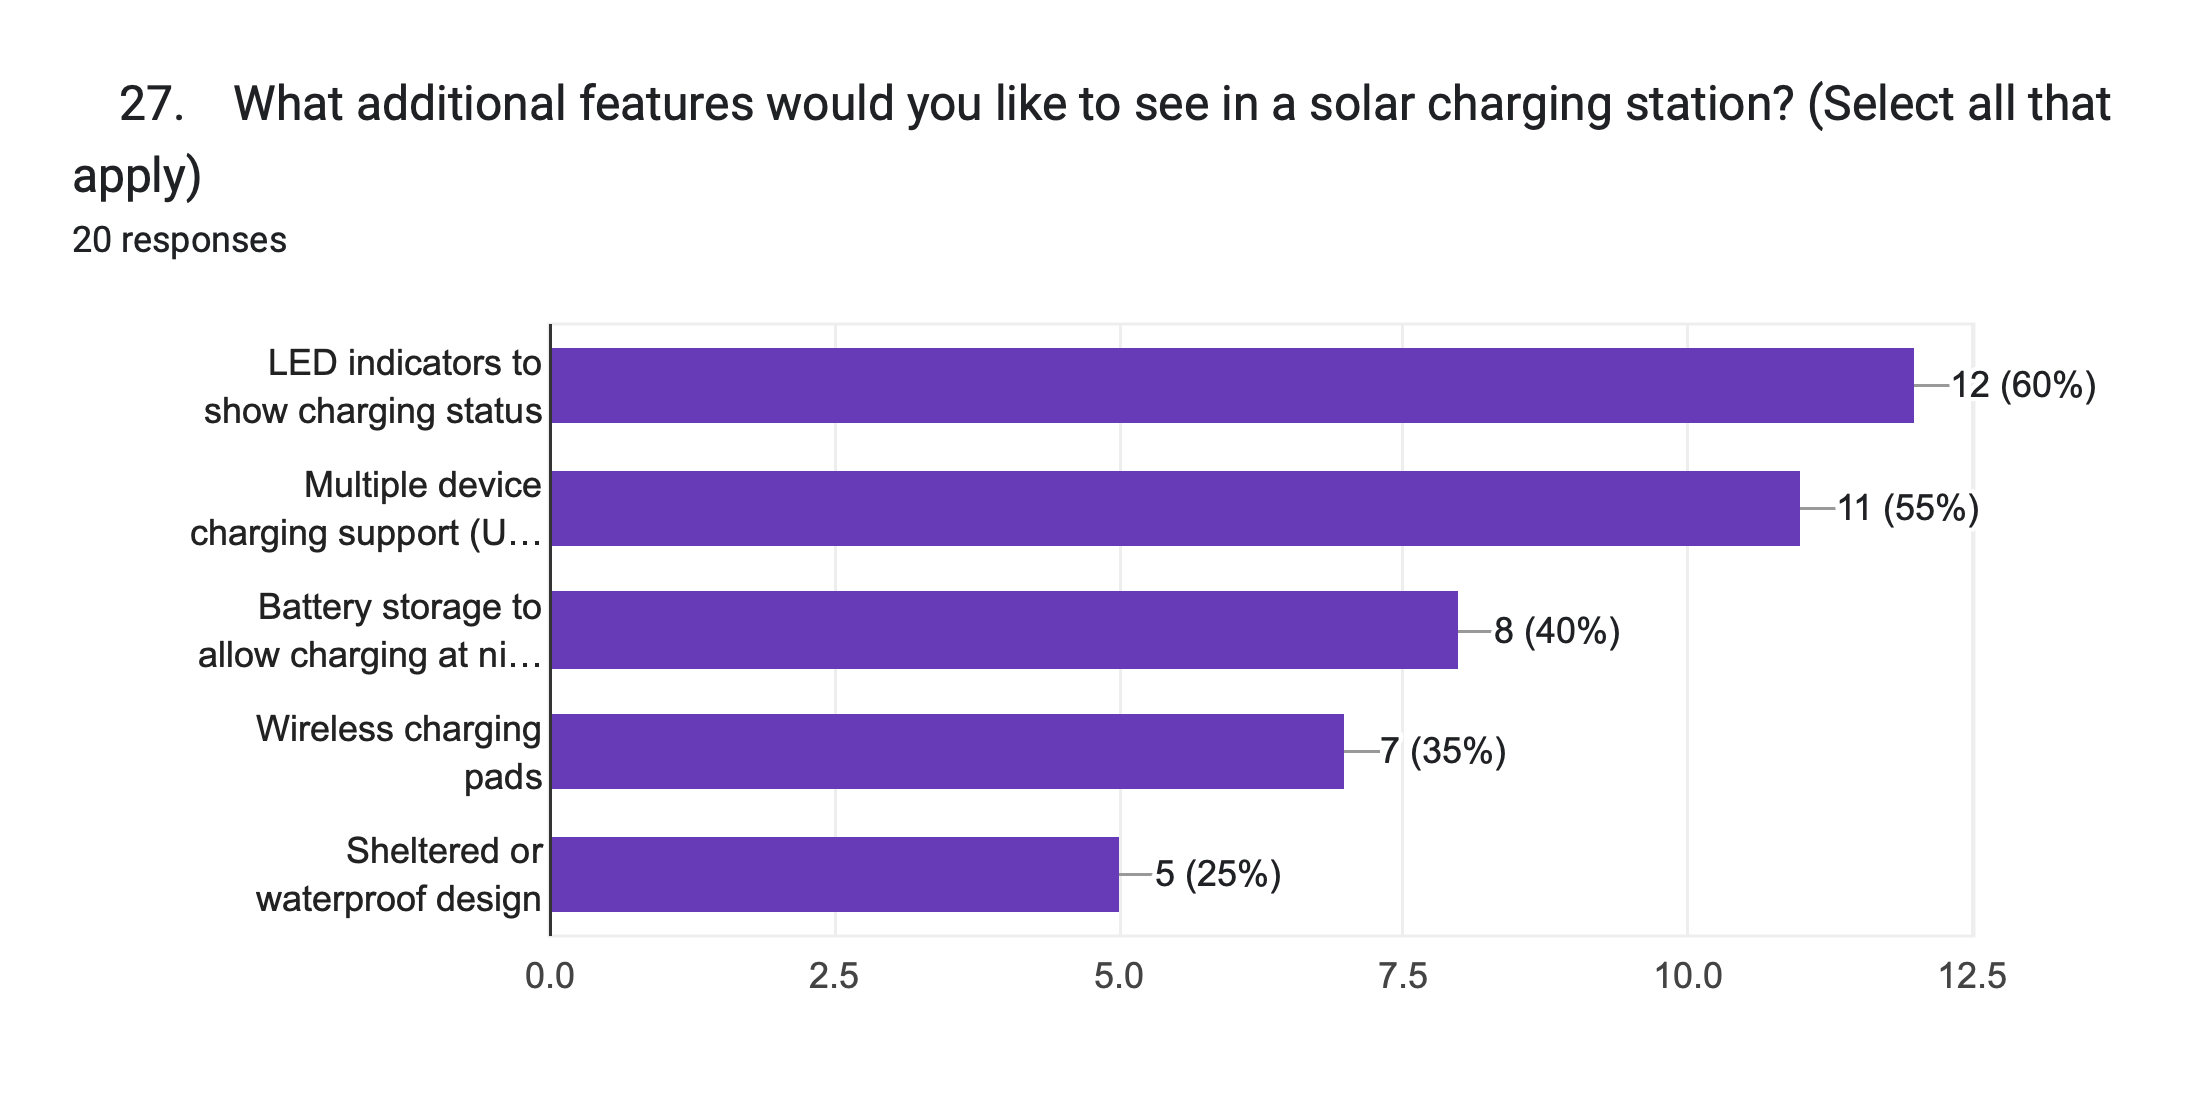 27. What additional features would you like to see in a solar charging station? (Select all that
apply)
20 responses
LED indicators to
show charging status
12 (60%)
Multiple device
charging support (U…
11 (55%)
Battery storage to
allow charging at ni…
8 (40%)
Wireless charging
pads
7 (35%)
Sheltered or
waterproof design
5 (25%)
0.0 2.5 5.0 7.5 10.0 12.5